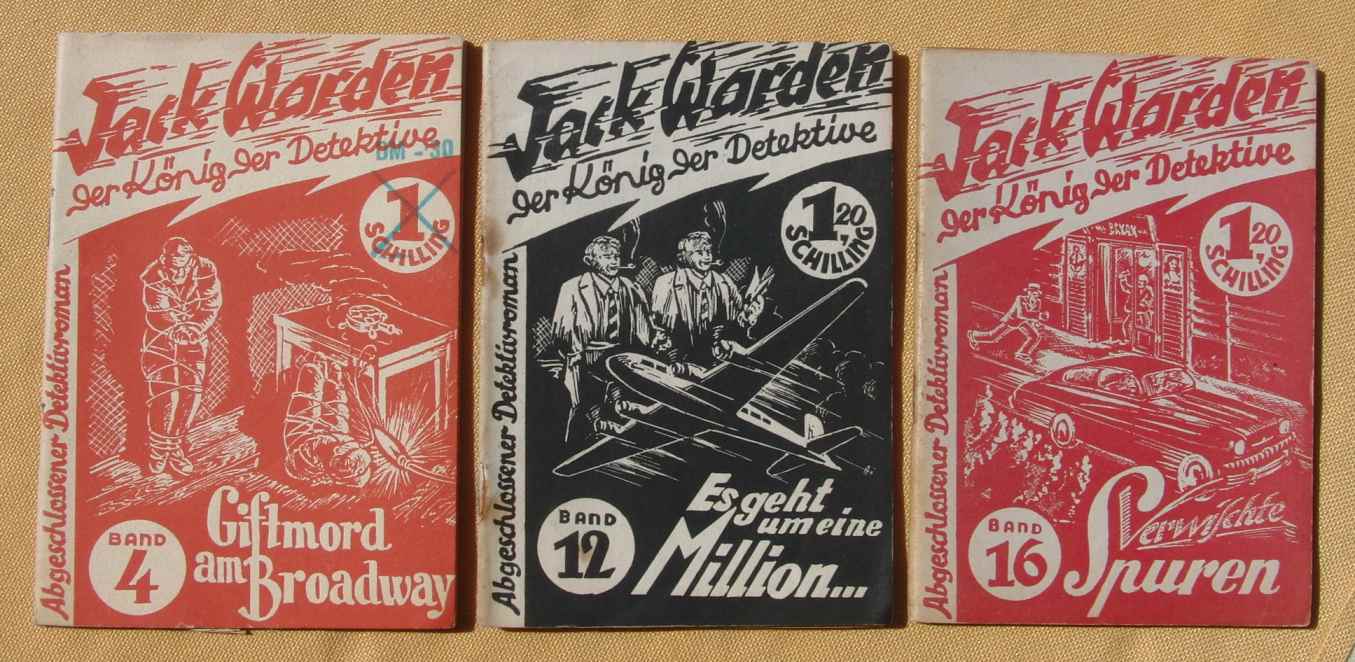 Jack Warden
der König der Detektive
DM -30
1
SCHILLING
Abgeschlossener Detektivroman
BAND
4
Giftmord
am Broadway
Jack Warden
der König der Detektive
1,20
SCHILLING
Abgeschlossener Detektivroman
BAND
12
Es geht
um eine
Million...
Jack Warden
der König der Detektive
1,20
SCHILLING
Abgeschlossener Detektivroman
BAND
16
Verwischte
Spuren